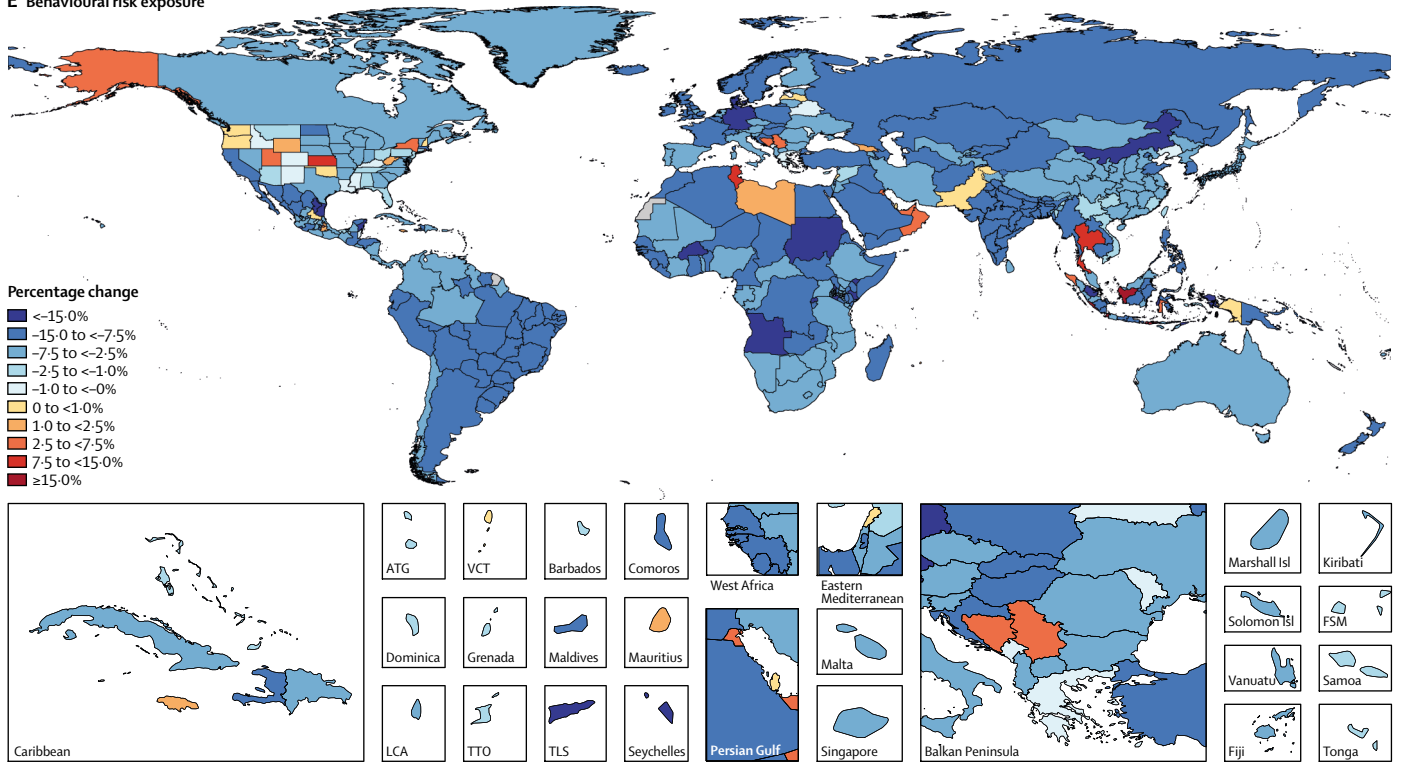 E Behavioural risk exposure
Percentage change
<–15·0%
–15·0 to <–7·5%
–7·5 to <–2·5%
–2·5 to <–1·0%
–1·0 to <–0%
0 to <1·0%
1·0 to <2·5%
2·5 to <7·5%
7·5 to <15·0%
≥15·0%
Caribbean
ATG
VCT
Barbados
Comoros
Dominica
Grenada
Maldives
Mauritius
LCA
TTO
TLS
Seychelles
West Africa
Eastern
Mediterranean
Persian Gulf
Malta
Singapore
Balkan Peninsula
Marshall Isl
Kiribati
Solomon Isl
FSM
Vanuatu
Samoa
Fiji
Tonga